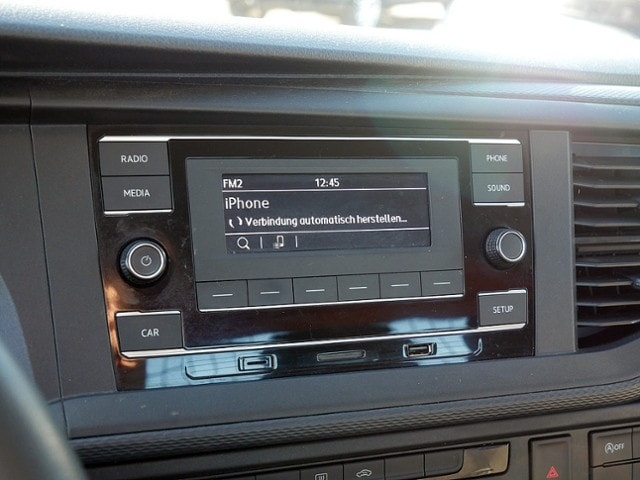 RADIO
MEDIA
PHONE
SOUND
FM2 12:45
iPhone
Verbindung automatisch herstellen...
CAR
SETUP
OFF